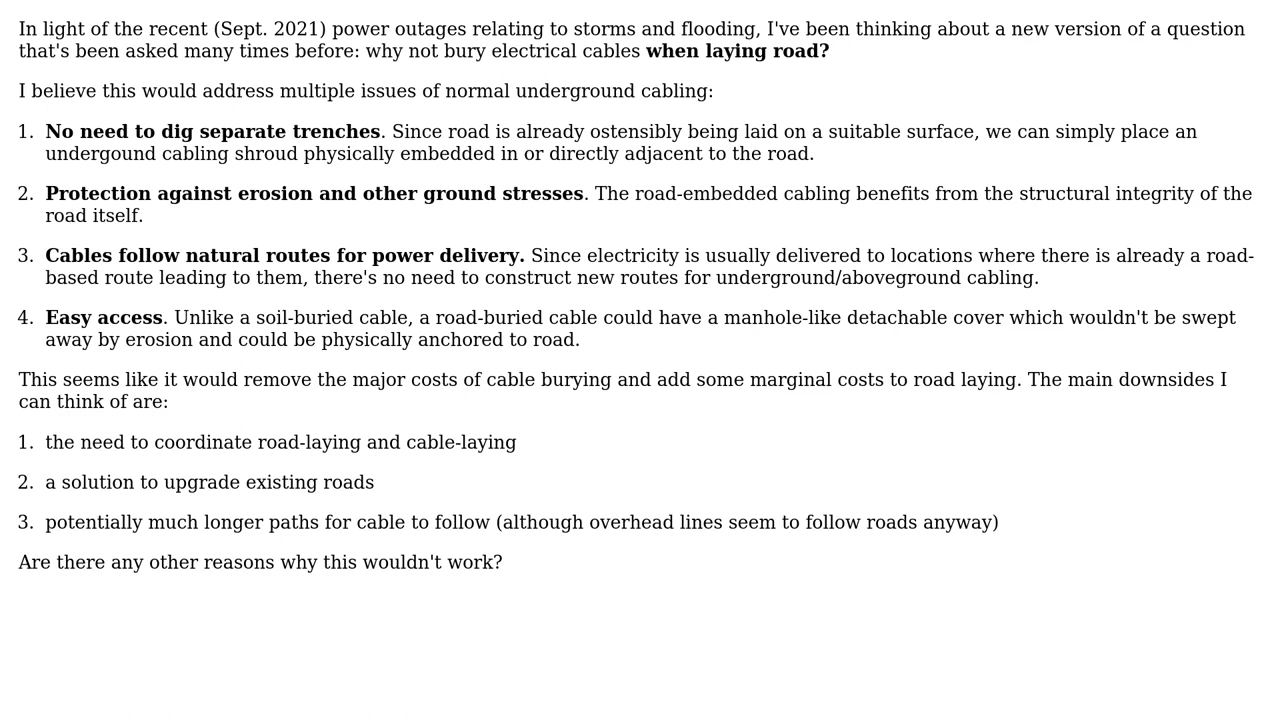 In light of the recent (Sept. 2021) power outages relating to storms and flooding, I've been thinking about a new version of a question
that's been asked many times before: why not bury electrical cables when laying road?
I believe this would address multiple issues of normal underground cabling:
1. No need to dig separate trenches. Since road is already ostensibly being laid on a suitable surface, we can simply place an
undergound cabling shroud physically embedded in or directly adjacent to the road.
2. Protection against erosion and other ground stresses. The road-embedded cabling benefits from the structural integrity of the
road itself.
3. Cables follow natural routes for power delivery. Since electricity is usually delivered to locations where there is already a road-
based route leading to them, there's no need to construct new routes for underground/aboveground cabling.
4. Easy access. Unlike a soil-buried cable, a road-buried cable could have a manhole-like detachable cover which wouldn't be swept
away by erosion and could be physically anchored to road.
This seems like it would remove the major costs of cable burying and add some marginal costs to road laying. The main downsides I
can think of are:
1. the need to coordinate road-laying and cable-laying
2. a solution to upgrade existing roads
3. potentially much longer paths for cable to follow (although overhead lines seem to follow roads anyway)
Are there any other reasons why this wouldn't work?